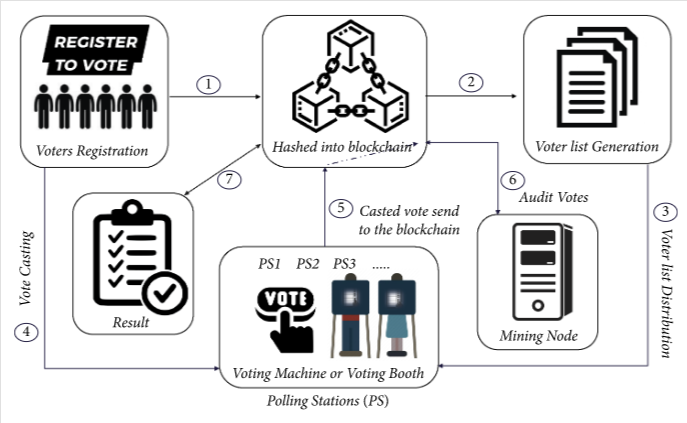 REGISTER
TO VOTE
Voters Registration
1
Hashed into blockchain
2
Voter list Generation
7
5
Casted vote send
to the blockchain
6
Audit Votes
3
Voter list Distribution
Vote Casting
4
Result
PS1 PS2 PS3 .....
VOTE
Voting Machine or Voting Booth
Mining Node
Polling Stations (PS)